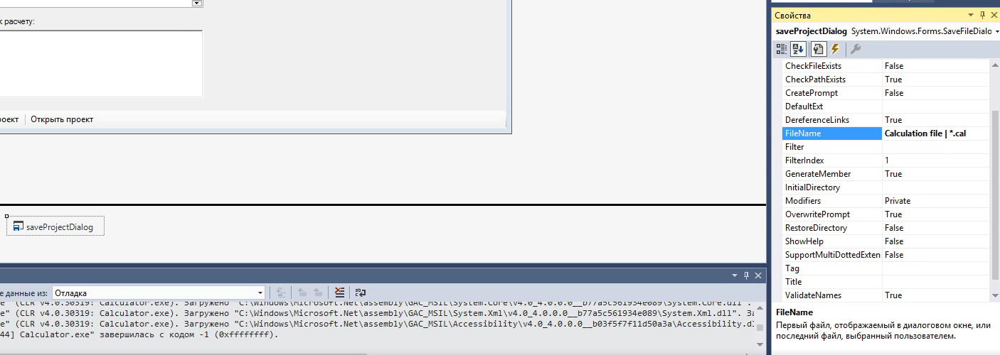 к расчету:
роект
Открыть проект
saveProjectDialog
е данные из:
Отладка
e" (CLR v4.0.30319: Calculator.exe). Загружено "C:\Windows\Microsoft.Net\assembly\GAC_MSIL\System.Core\v4.0_4.0.0.0__b77a5c561934e089\System.Core.dll".
e" (CLR v4.0.30319: Calculator.exe). Загружено "C:\Windows\Microsoft.Net\assembly\GAC_MSIL\System.Xml\v4.0_4.0.0.0__b77a5c561934e089\System.Xml.dll". За
e" (CLR v4.0.30319: Calculator.exe). Загружено "C:\Windows\Microsoft.Net\assembly\GAC_MSIL\Accessibility\v4.0_4.0.0.0__b03f5f7f11d50a3a\Accessibility.dl
44] Calculator.exe" завершилась с кодом -1 (0xffffffff).
Свойства
saveProjectDialog System.Windows.Forms.SaveFileDialo
CheckFileExists False
CheckPathExists True
CreatePrompt False
DefaultExt
DereferenceLinks True
FileName Calculation file | *.cal
Filter
FilterIndex 1
GenerateMember True
InitialDirectory
Modifiers Private
OverwritePrompt True
RestoreDirectory False
ShowHelp False
SupportMultiDottedExten False
Tag
Title
ValidateNames True
FileName
Первый файл, отображаемый в диалоговом окне, или
последний файл, выбранный пользователем.